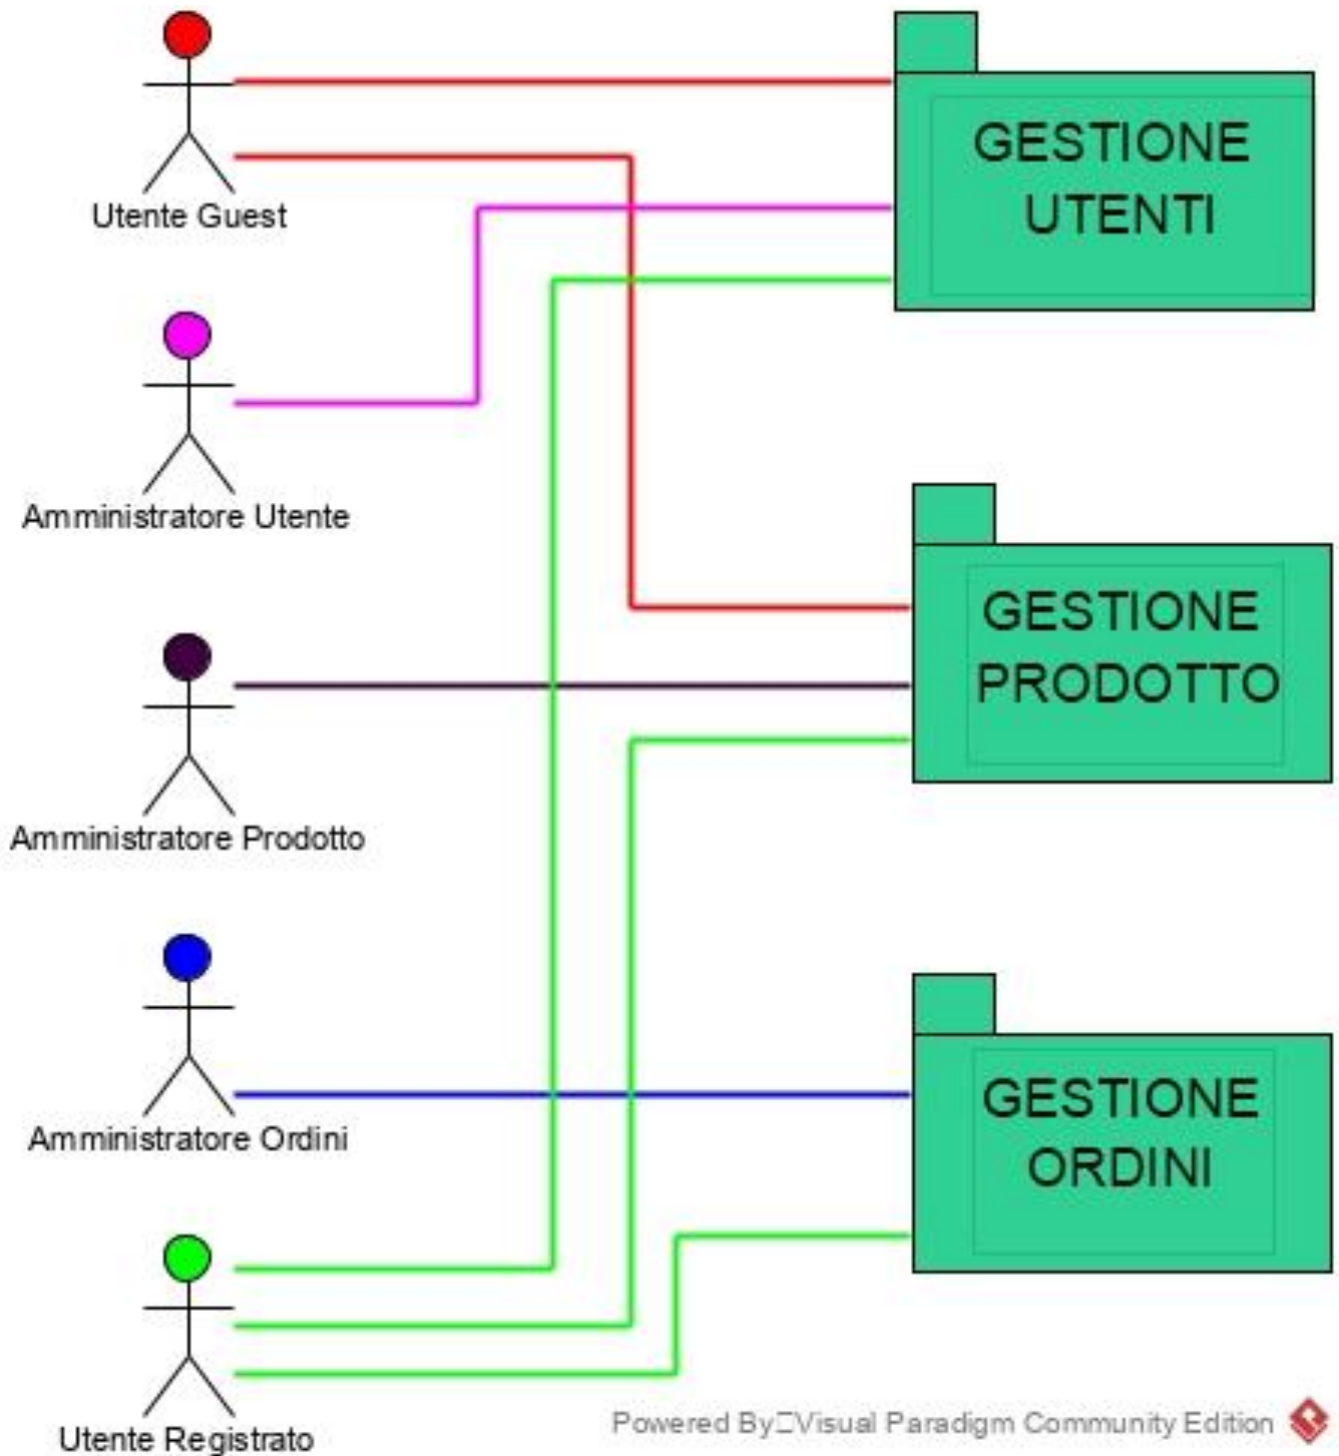 Utente Guest
GESTIONE
UTENTI
Amministratore Utente
GESTIONE
PRODOTTO
Amministratore Prodotto
GESTIONE
ORDINI
Amministratore Ordini
Utente Registrato
Powered By□Visual Paradigm Community Edition